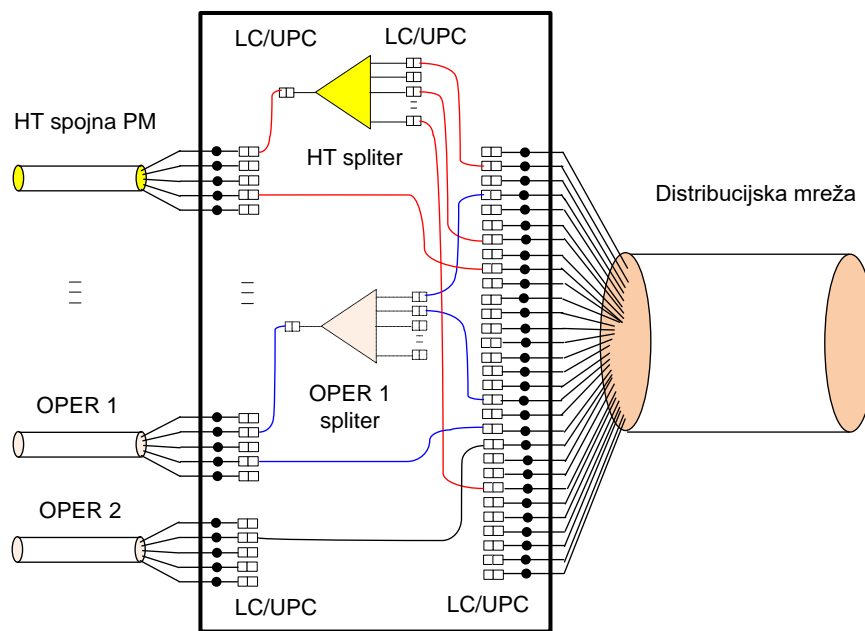 LC/UPC
LC/UPC
HT spojna PM
HT spliter
Distribucijska mreža
OPER 1
OPER 1
spliter
OPER 2
LC/UPC
LC/UPC